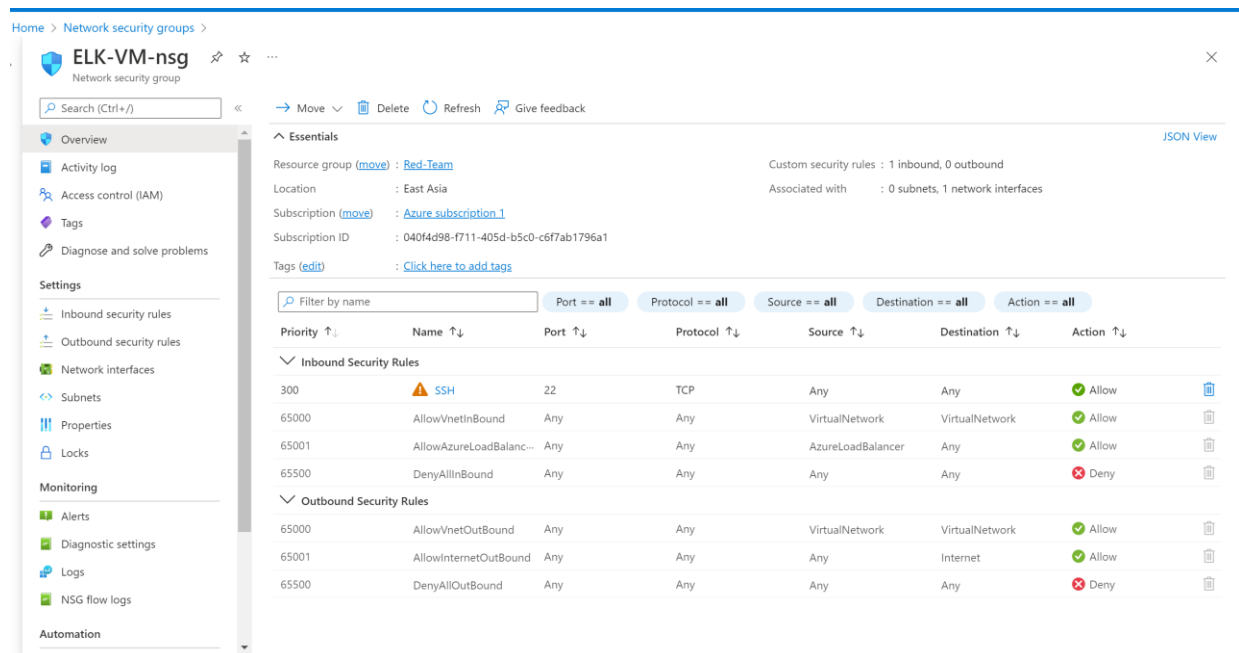 Home > Network security groups >
ELK-VM-nsg ...
Network security group
Search (Ctrl+/) «
Overview
Activity log
Access control (IAM)
Tags
Diagnose and solve problems
Settings
Inbound security rules
Outbound security rules
Network interfaces
Subnets
Properties
Locks
Monitoring
Alerts
Diagnostic settings
Logs
NSG flow logs
Automation
Move Delete Refresh Give feedback
Essentials JSON View
Resource group (move) : Red-Team Custom security rules : 1 inbound, 0 outbound
Location : East Asia Associated with : 0 subnets, 1 network interfaces
Subscription (move) : Azure subscription 1
Subscription ID : 040f4d98-f711-405d-b5c0-c6f7ab1796a1
Tags (edit) : Click here to add tags
Filter by name Port == all Protocol == all Source == all Destination == all Action == all
Priority ↑↓ Name ↑↓ Port ↑↓ Protocol ↑↓ Source ↑↓ Destination ↑↓ Action ↑↓
Inbound Security Rules
300 SSH 22 TCP Any Any Allow
65000 AllowVnetInBound Any Any VirtualNetwork VirtualNetwork Allow
65001 AllowAzureLoadBalanc... Any Any AzureLoadBalancer Any Allow
65500 DenyAllInBound Any Any Any Any Deny
Outbound Security Rules
65000 AllowVnetOutBound Any Any VirtualNetwork VirtualNetwork Allow
65001 AllowInternetOutBound Any Any Any Internet Allow
65500 DenyAllOutBound Any Any Any Any Deny